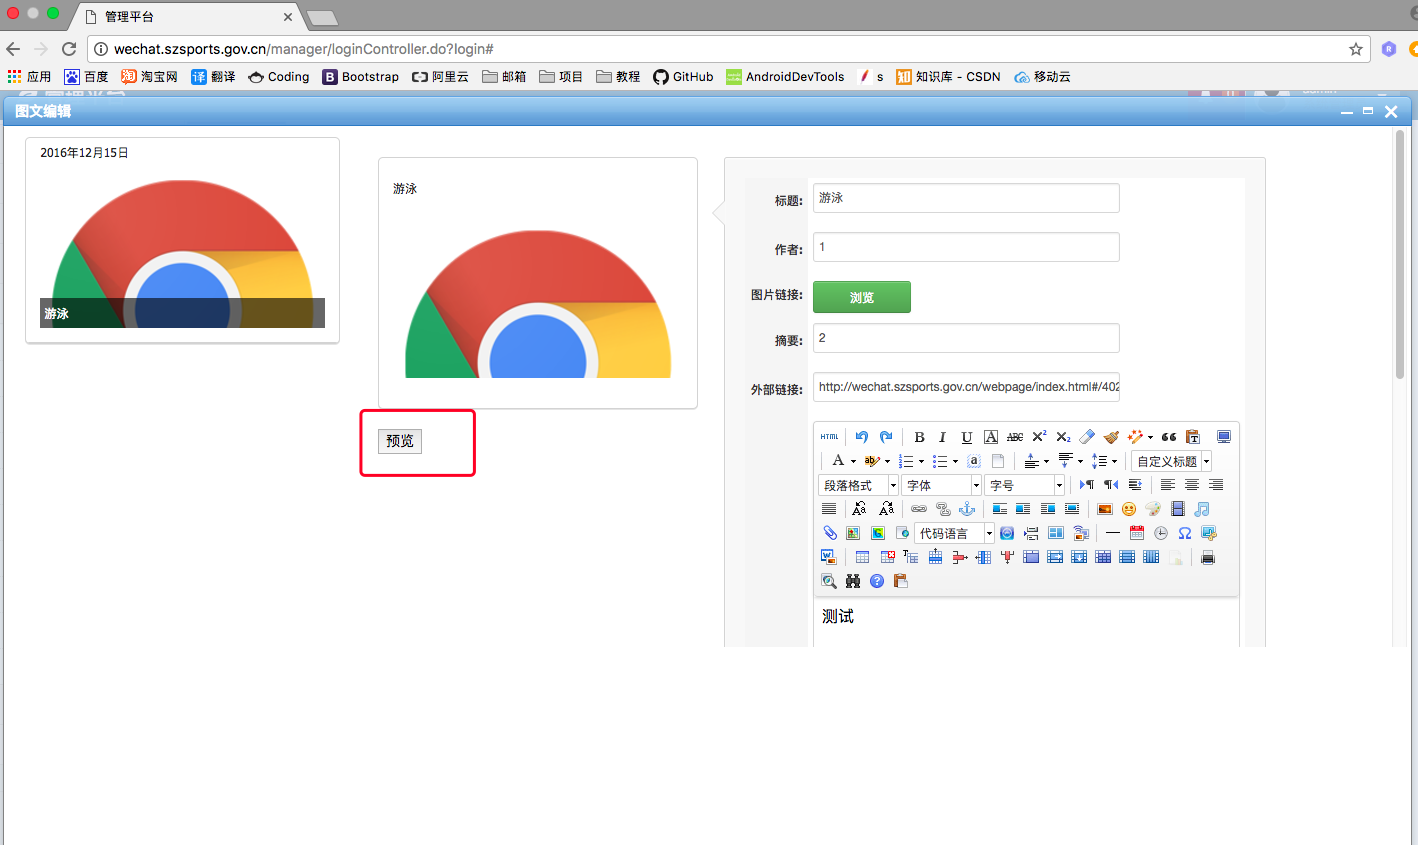 管理平台
wechat.szsports.gov.cn/manager/loginController.do?login#
应用 百度 淘宝网 翻译 Coding Bootstrap 阿里云 邮箱 项目 教程 GitHub AndroidDevTools s 知识库 - CSDN 移动云
图文编辑
2016年12月15日
游泳
游泳
预览
标题: 游泳
作者: 1
图片链接: 浏览
摘要: 2
外部链接: http://wechat.szsports.gov.cn/webpage/index.html#/402
HTML B I U A ABC X² X₂
A ab a 自定义标题
段落格式 字体 字号
代码语言
测试